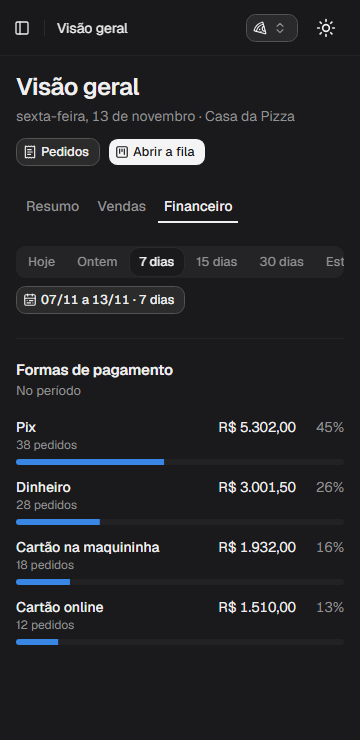 Visão geral
Visão geral
sexta-feira, 13 de novembro · Casa da Pizza
Pedidos
Abrir a fila
Resumo Vendas Financeiro
Hoje Ontem 7 dias 15 dias 30 dias Est
07/11 a 13/11 · 7 dias
Formas de pagamento
No período
Pix R$ 5.302,00 45%
38 pedidos
Dinheiro R$ 3.001,50 26%
28 pedidos
Cartão na maquininha R$ 1.932,00 16%
18 pedidos
Cartão online R$ 1.510,00 13%
12 pedidos